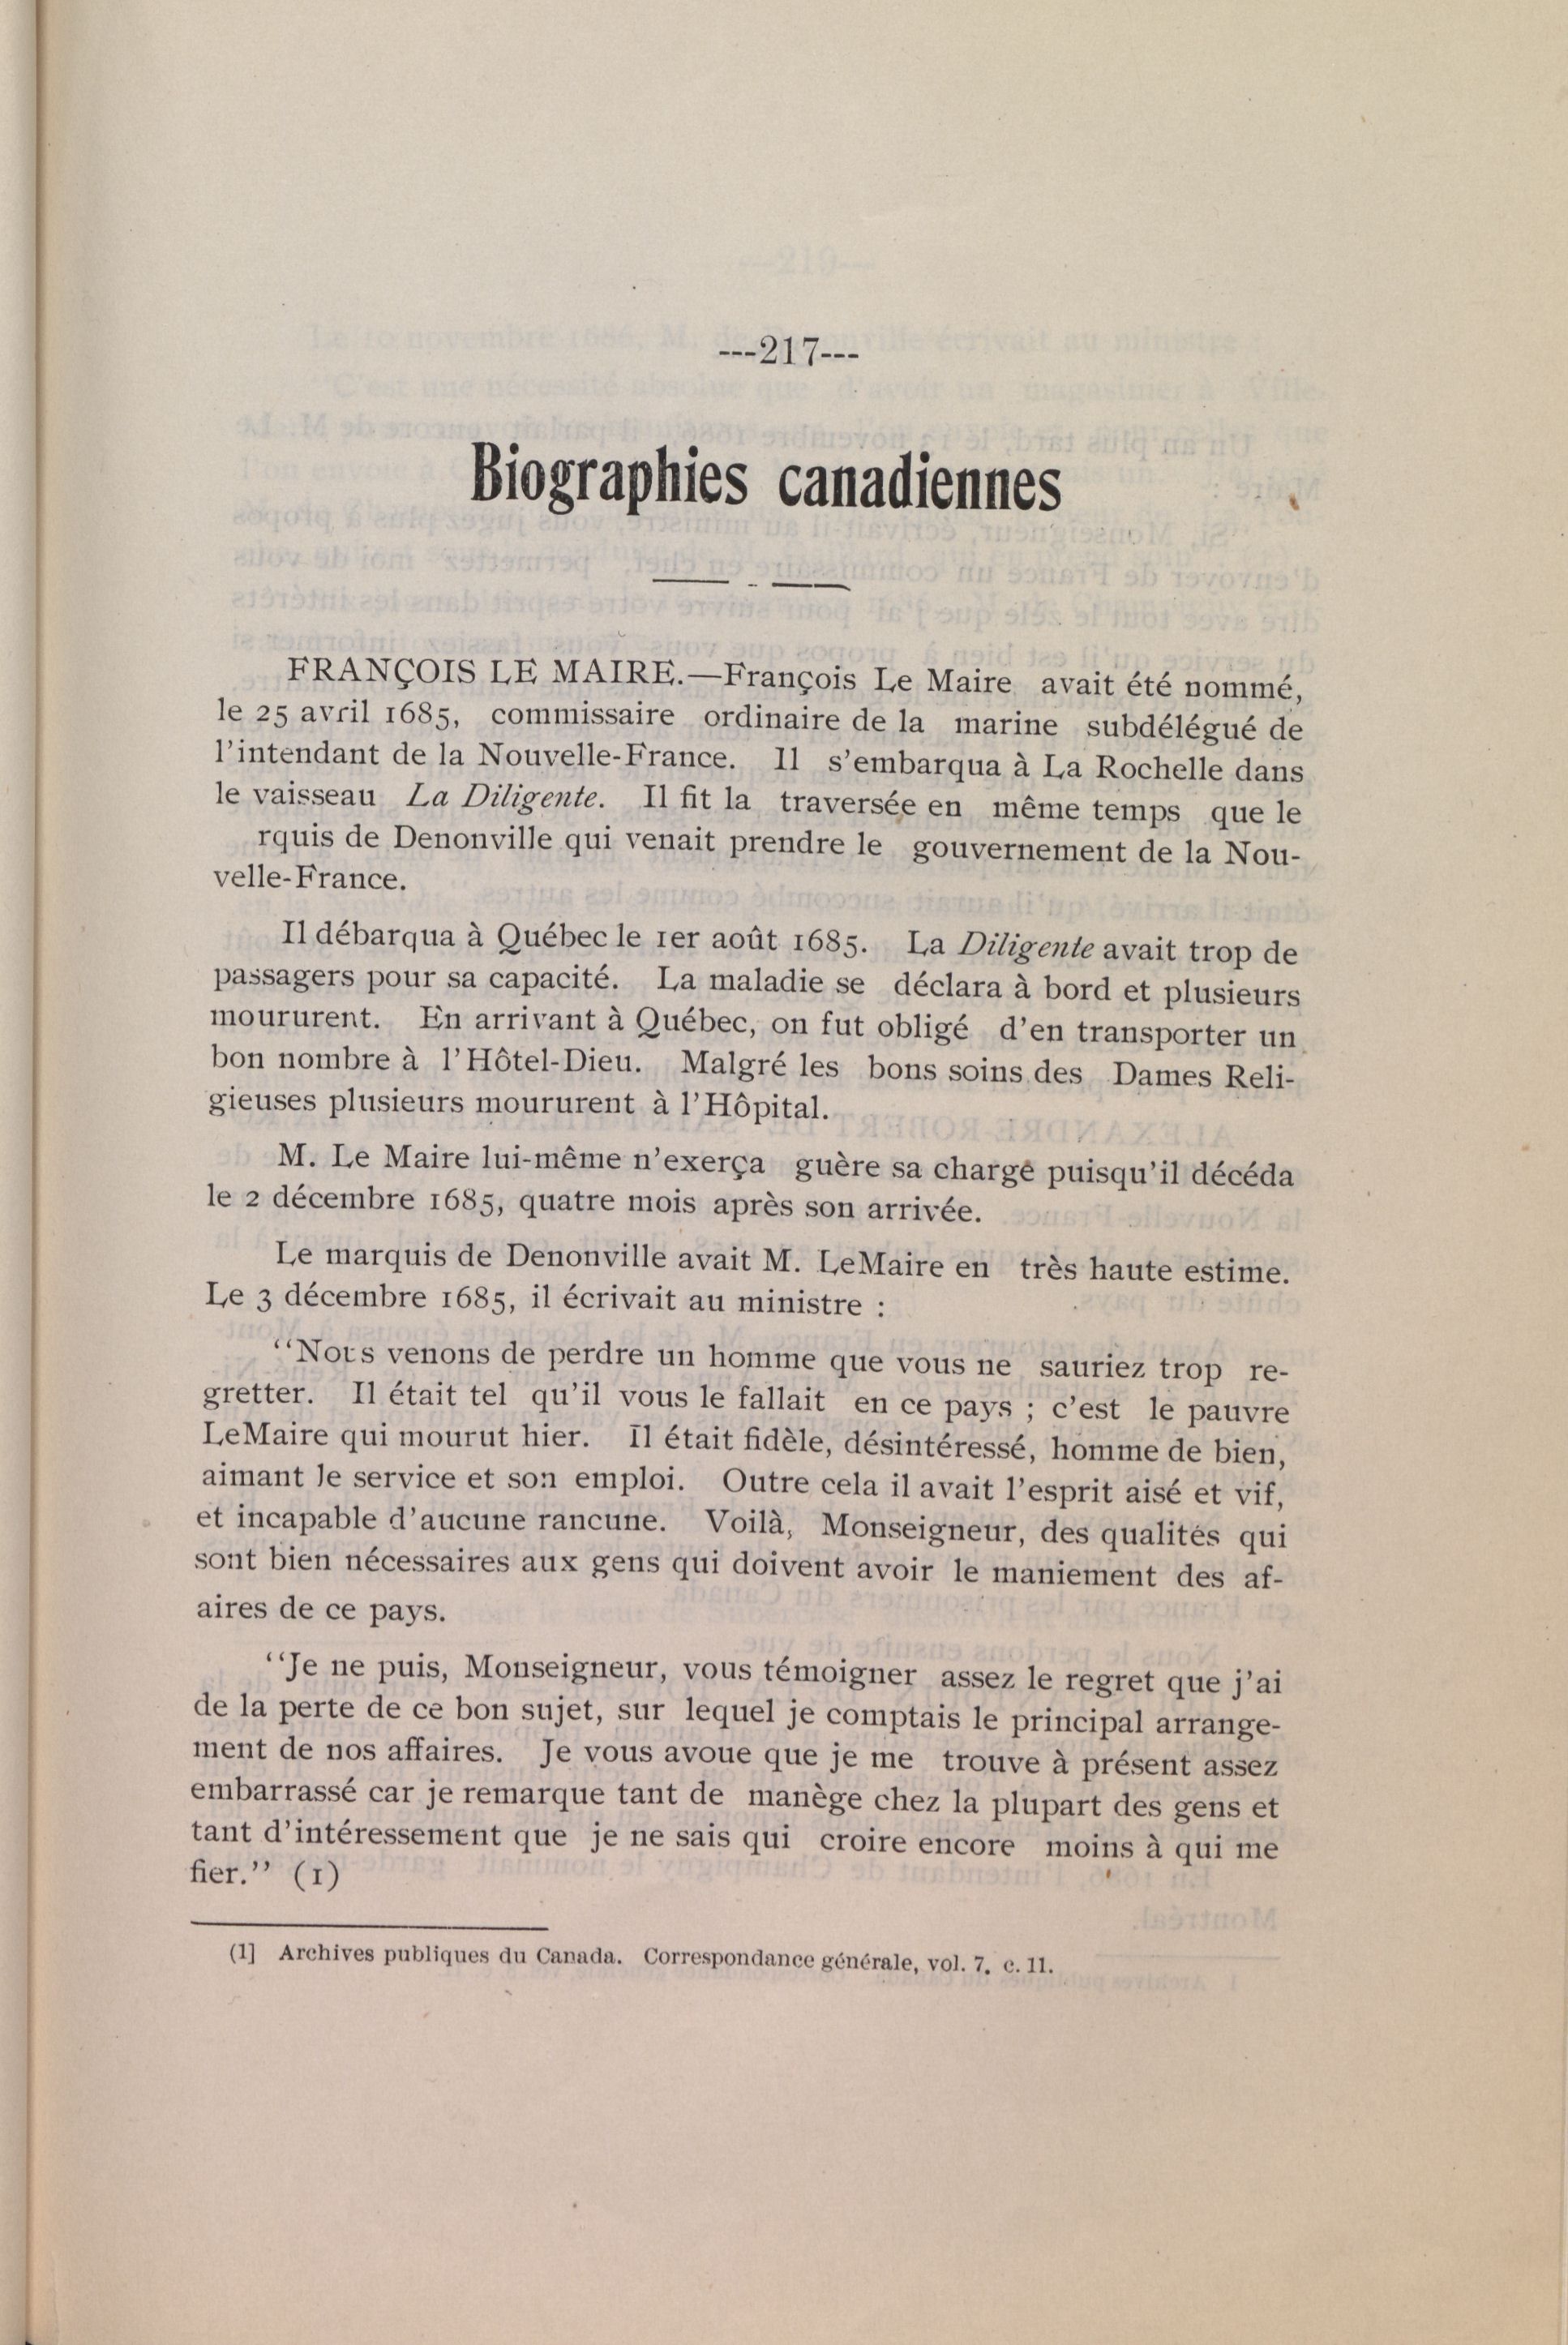 ---217---
Biographies canadiennes
FRANÇOIS LE MAIRE.—François Le Maire avait été nommé,
le 25 avril 1685, commissaire ordinaire de la marine subdélégué de
l'intendant de la Nouvelle-France. Il s'embarqua à La Rochelle dans
le vaisseau La Diligente. Il fit la traversée en même temps que le
rquis de Denonville qui venait prendre le gouvernement de la Nou-
velle-France.
Il débarqua à Québec le 1er août 1685. La Diligente avait trop de
passagers pour sa capacité. La maladie se déclara à bord et plusieurs
moururent. En arrivant à Québec, on fut obligé d'en transporter un
bon nombre à l'Hôtel-Dieu. Malgré les bons soins des Dames Reli-
gieuses plusieurs moururent à l'Hôpital.
M. Le Maire lui-même n'exerça guère sa charge puisqu'il décéda
le 2 décembre 1685, quatre mois après son arrivée.
Le marquis de Denonville avait M. LeMaire en très haute estime.
Le 3 décembre 1685, il écrivait au ministre :
"Nous venons de perdre un homme que vous ne sauriez trop re-
gretter. Il était tel qu'il vous le fallait en ce pays ; c'est le pauvre
LeMaire qui mourut hier. Il était fidèle, désintéressé, homme de bien,
aimant le service et son emploi. Outre cela il avait l'esprit aisé et vif,
et incapable d'aucune rancune. Voilà, Monseigneur, des qualités qui
sont bien nécessaires aux gens qui doivent avoir le maniement des af-
aires de ce pays.
"Je ne puis, Monseigneur, vous témoigner assez le regret que j'ai
de la perte de ce bon sujet, sur lequel je comptais le principal arrange-
ment de nos affaires. Je vous avoue que je me trouve à présent assez
embarrassé car je remarque tant de manège chez la plupart des gens et
tant d'intéressement que je ne sais qui croire encore moins à qui me
fier." (1)
(1] Archives publiques du Canada. Correspondance générale, vol. 7. c. 11.